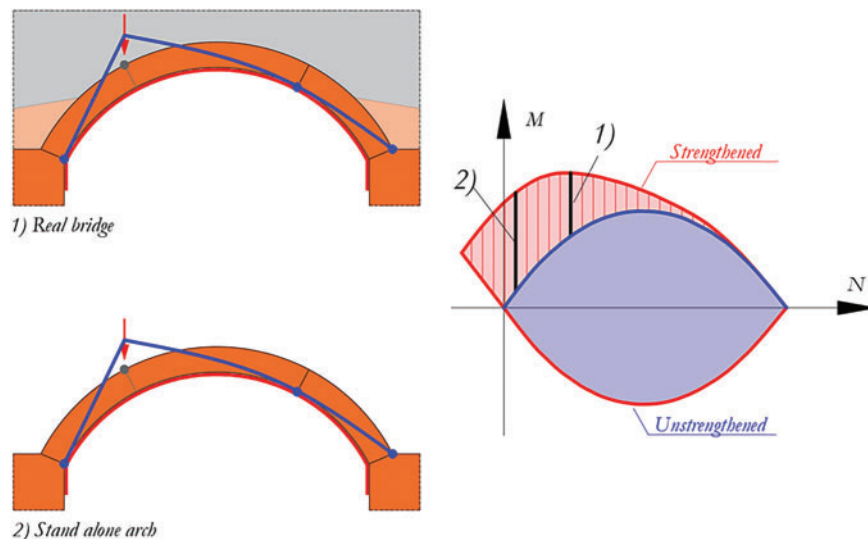 1) Real bridge
2) Stand alone arch
M
1)
2)
Strengthened
N
Unstrengthened